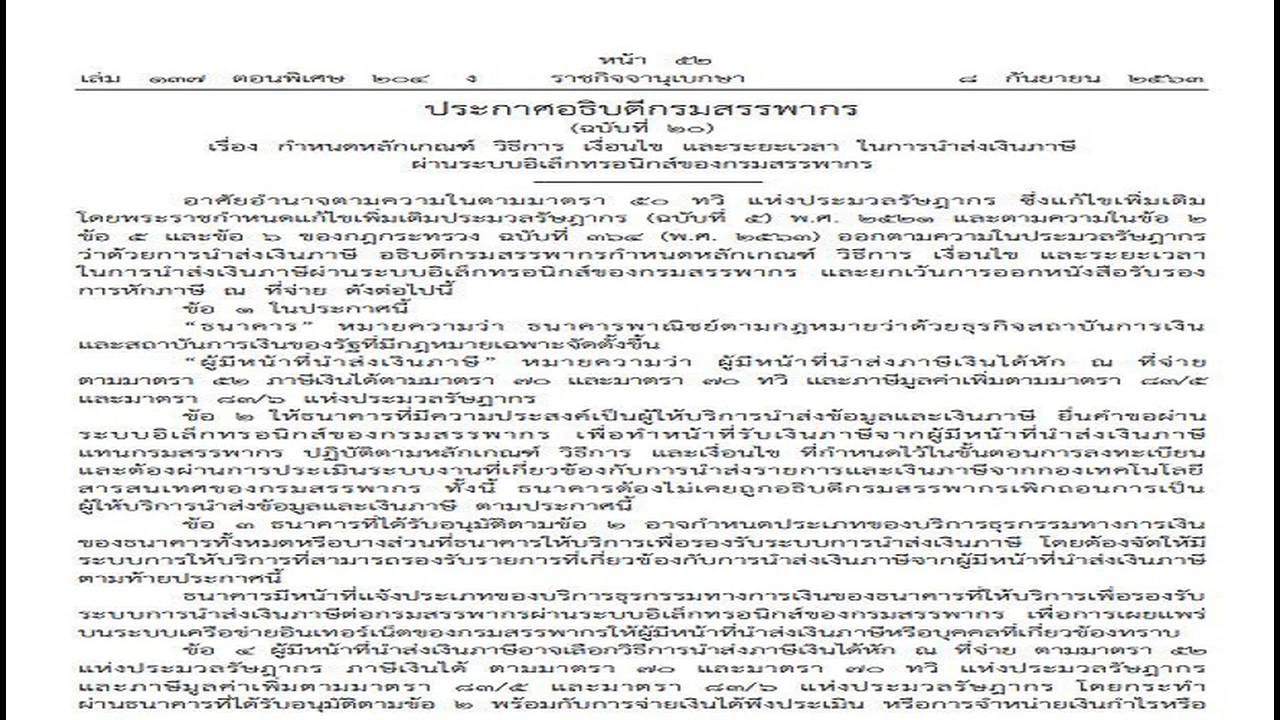 หน้า ๕๒
เล่ม ๑๓๗ ตอนพิเศษ ๒๐๔ ง ราชกิจจานุเบกษา ๘ กันยายน ๒๕๖๓
ประกาศอธิบดีกรมสรรพากร
(ฉบับที่ ๒๐)
เรื่อง กำหนดหลักเกณฑ์ วิธีการ เงื่อนไข และระยะเวลา ในการนำส่งเงินภาษี
ผ่านระบบอิเล็กทรอนิกส์ของกรมสรรพากร
อาศัยอำนาจตามความในตามมาตรา ๕๐ ทวิ แห่งประมวลรัษฎากร ซึ่งแก้ไขเพิ่มเติม
โดยพระราชกำหนดแก้ไขเพิ่มเติมประมวลรัษฎากร (ฉบับที่ ๕) พ.ศ. ๒๕๒๑ และตามความในข้อ ๒
ข้อ ๕ และข้อ ๖ ของกฎกระทรวง ฉบับที่ ๓๖๔ (พ.ศ. ๒๕๖๓) ออกตามความในประมวลรัษฎากร
ว่าด้วยการนำส่งเงินภาษี อธิบดีกรมสรรพากรกำหนดหลักเกณฑ์ วิธีการ เงื่อนไข และระยะเวลา
ในการนำส่งเงินภาษีผ่านระบบอิเล็กทรอนิกส์ของกรมสรรพากร และยกเว้นการออกหนังสือรับรอง
การหักภาษี ณ ที่จ่าย ดังต่อไปนี้
ข้อ ๑ ในประกาศนี้
“ธนาคาร” หมายความว่า ธนาคารพาณิชย์ตามกฎหมายว่าด้วยธุรกิจสถาบันการเงิน
และสถาบันการเงินของรัฐที่มีกฎหมายเฉพาะจัดตั้งขึ้น
“ผู้มีหน้าที่นำส่งเงินภาษี” หมายความว่า ผู้มีหน้าที่นำส่งภาษีเงินได้หัก ณ ที่จ่าย
ตามมาตรา ๕๒ ภาษีเงินได้ตามมาตรา ๗๐ และมาตรา ๗๐ ทวิ และภาษีมูลค่าเพิ่มตามมาตรา ๘๓/๕
และมาตรา ๘๓/๖ แห่งประมวลรัษฎากร
ข้อ ๒ ให้ธนาคารที่มีความประสงค์เป็นผู้ให้บริการนำส่งข้อมูลและเงินภาษี ยื่นคำขอผ่าน
ระบบอิเล็กทรอนิกส์ของกรมสรรพากร เพื่อทำหน้าที่รับเงินภาษีจากผู้มีหน้าที่นำส่งเงินภาษี
แทนกรมสรรพากร ปฏิบัติตามหลักเกณฑ์ วิธีการ และเงื่อนไข ที่กำหนดไว้ในขั้นตอนการลงทะเบียน
และต้องผ่านการประเมินระบบงานที่เกี่ยวข้องกับการนำส่งรายการและเงินภาษีจากกองเทคโนโลยี
สารสนเทศของกรมสรรพากร ทั้งนี้ ธนาคารต้องไม่เคยถูกอธิบดีกรมสรรพากรเพิกถอนการเป็น
ผู้ให้บริการนำส่งข้อมูลและเงินภาษี ตามประกาศนี้
ข้อ ๓ ธนาคารที่ได้รับอนุมัติตามข้อ ๒ อาจกำหนดประเภทของบริการธุรกรรมทางการเงิน
ของธนาคารทั้งหมดหรือบางส่วนที่ธนาคารให้บริการเพื่อรองรับระบบการนำส่งเงินภาษี โดยต้องจัดให้มี
ระบบการให้บริการที่สามารถรองรับรายการที่เกี่ยวข้องกับการนำส่งเงินภาษีจากผู้มีหน้าที่นำส่งเงินภาษี
ตามท้ายประกาศนี้
ธนาคารมีหน้าที่แจ้งประเภทของบริการธุรกรรมทางการเงินของธนาคารที่ให้บริการเพื่อรองรับ
ระบบการนำส่งเงินภาษีต่อกรมสรรพากรผ่านระบบอิเล็กทรอนิกส์ของกรมสรรพากร เพื่อการเผยแพร่
บนระบบเครือข่ายอินเทอร์เน็ตของกรมสรรพากรให้ผู้มีหน้าที่นำส่งเงินภาษีหรือบุคคลที่เกี่ยวข้องทราบ
ข้อ ๔ ผู้มีหน้าที่นำส่งเงินภาษีอาจเลือกวิธีการนำส่งภาษีเงินได้หัก ณ ที่จ่าย ตามมาตรา ๕๒
แห่งประมวลรัษฎากร ภาษีเงินได้ ตามมาตรา ๗๐ และมาตรา ๗๐ ทวิ แห่งประมวลรัษฎากร
และภาษีมูลค่าเพิ่มตามมาตรา ๘๓/๕ และมาตรา ๘๓/๖ แห่งประมวลรัษฎากร โดยกระทำ
ผ่านธนาคารที่ได้รับอนุมัติตามข้อ ๒ พร้อมกับการจ่ายเงินได้พึงประเมิน หรือการจำหน่ายเงินกำไรหรือ